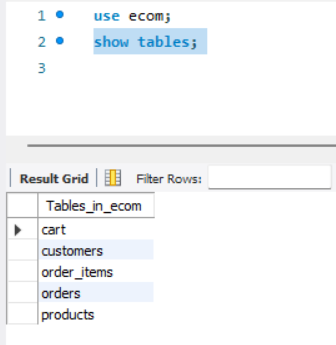 1 use ecom;
2 show tables;
3
Result Grid Filter Rows:
Tables_in_ecom
cart
customers
order_items
orders
products